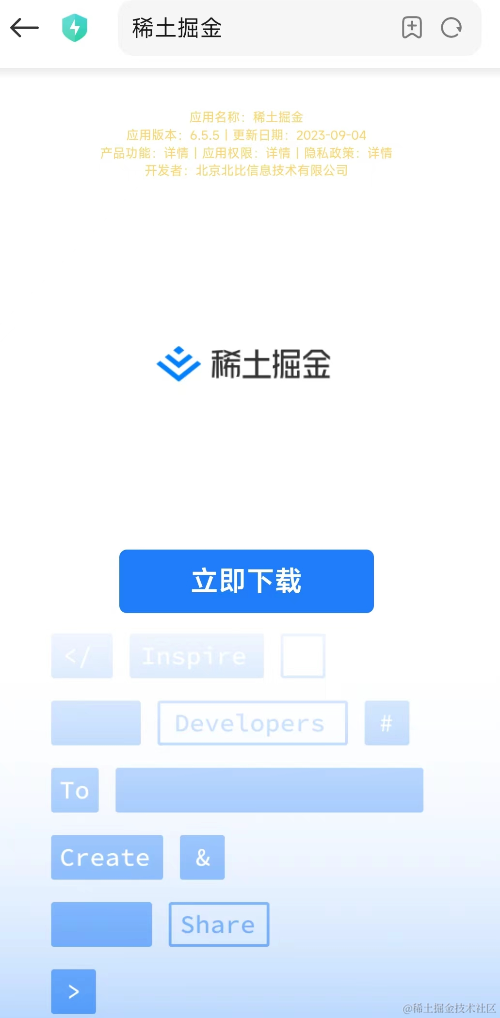 稀土掘金
应用名称：稀土掘金
应用版本：6.5.5 | 更新日期：2023-09-04
产品功能：详情 | 应用权限：详情 | 隐私政策：详情
开发者：北京北比信息技术有限公司
稀土掘金
立即下载
</ Inspire
Developers #
To
Create &
Share
>
@稀土掘金技术社区